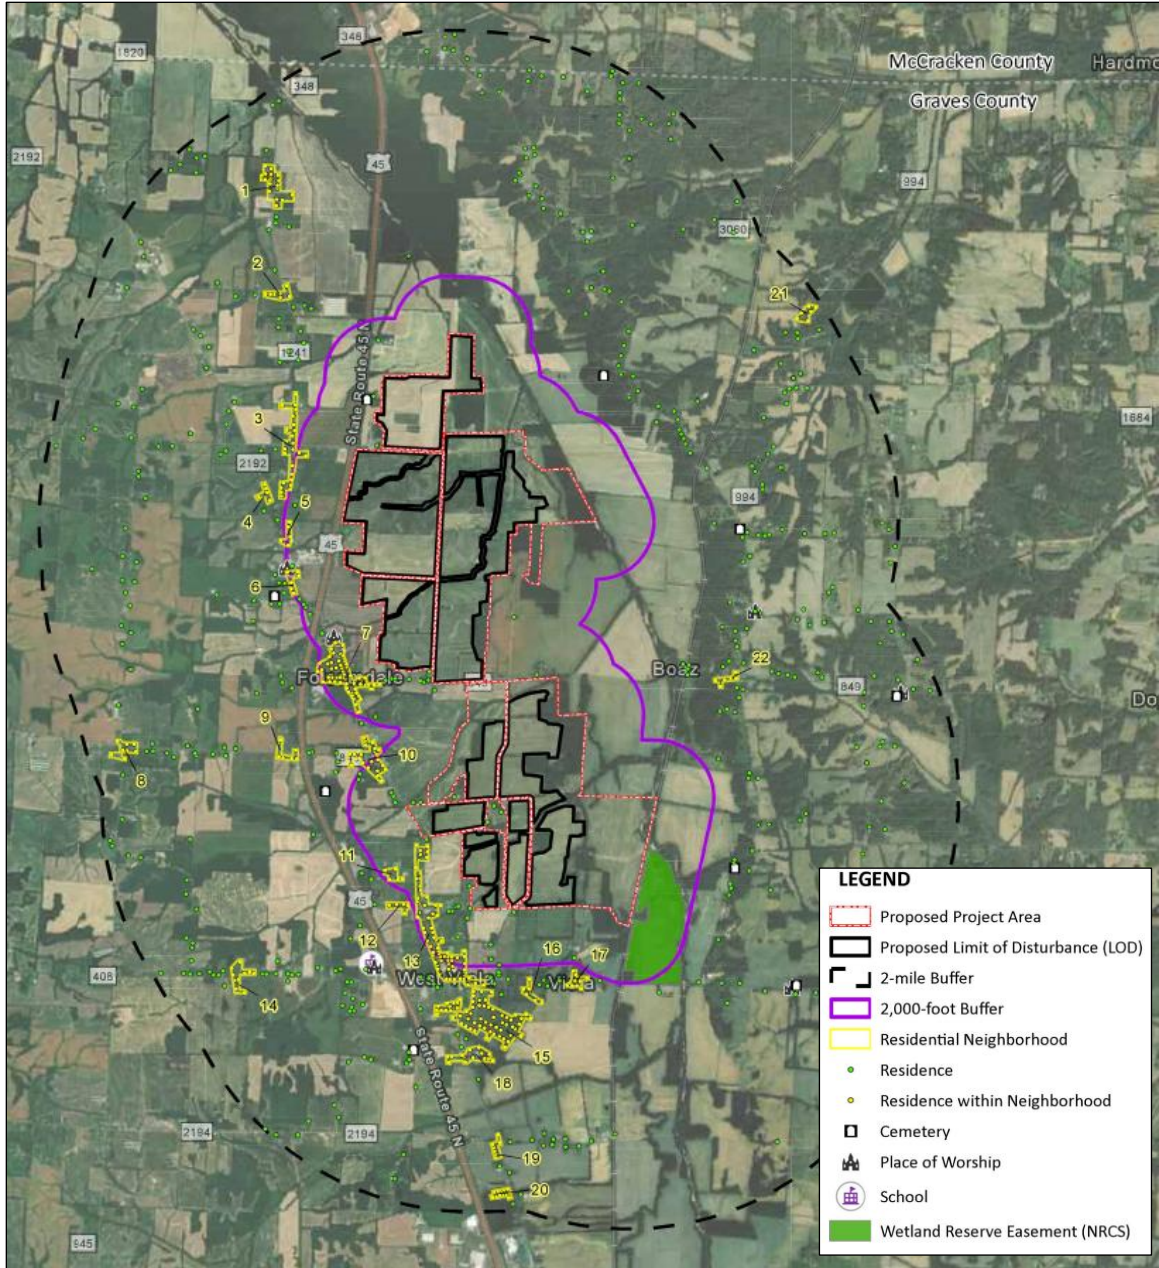 348
1820
McCracken County
Hardmo
348
Graves County
2192
45
994
1
3060
2
21
1241
State Route 45 N
3
1684
2192
4
5
994
45
6
7
Boaz
22
849
9
8
10
11
45
12
13
16
17
408
West Viola
Viola
14
15
State Route 45 N
18
2194
2194
19
20
945
LEGEND
Proposed Project Area
Proposed Limit of Disturbance (LOD)
2-mile Buffer
2,000-foot Buffer
Residential Neighborhood
Residence
Residence within Neighborhood
Cemetery
Place of Worship
School
Wetland Reserve Easement (NRCS)